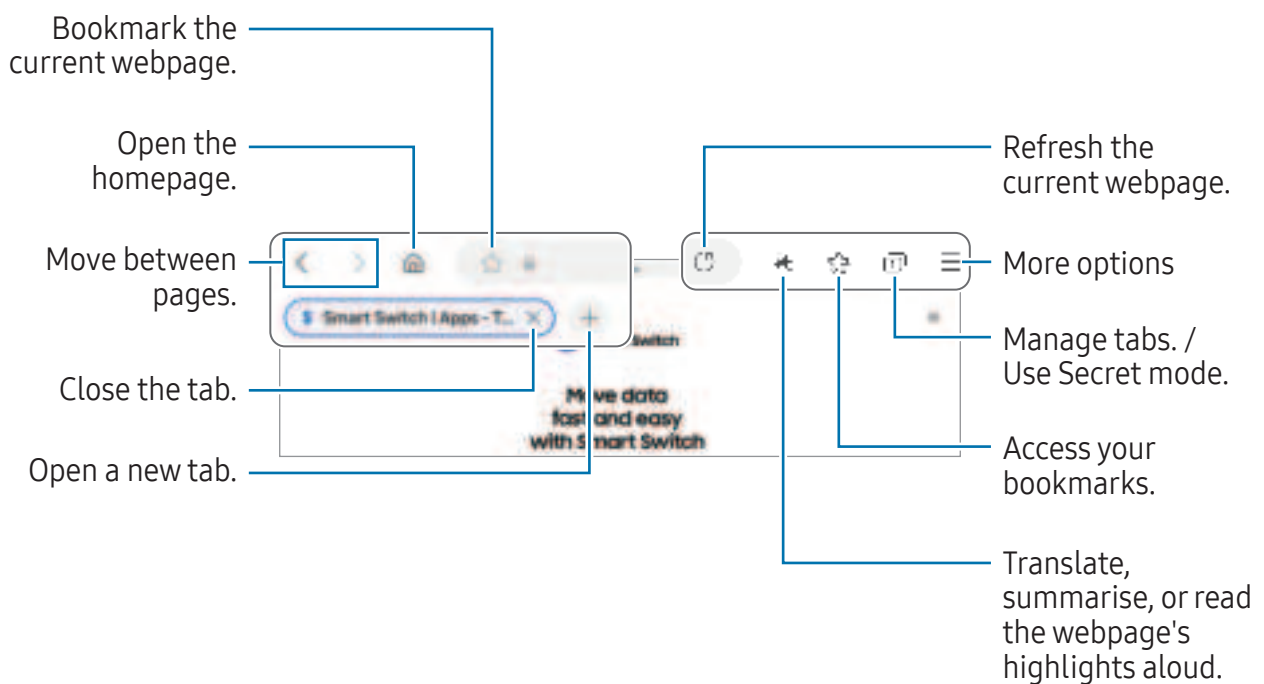 Bookmark the
current webpage.
Open the
homepage.
Move between
pages.
Close the tab.
Open a new tab.
Smart Switch | Apps - T...
Switch
Move data
fast and easy
with Smart Switch
Refresh the
current webpage.
More options
Manage tabs. /
Use Secret mode.
Access your
bookmarks.
Translate,
summarise, or read
the webpage's
highlights aloud.